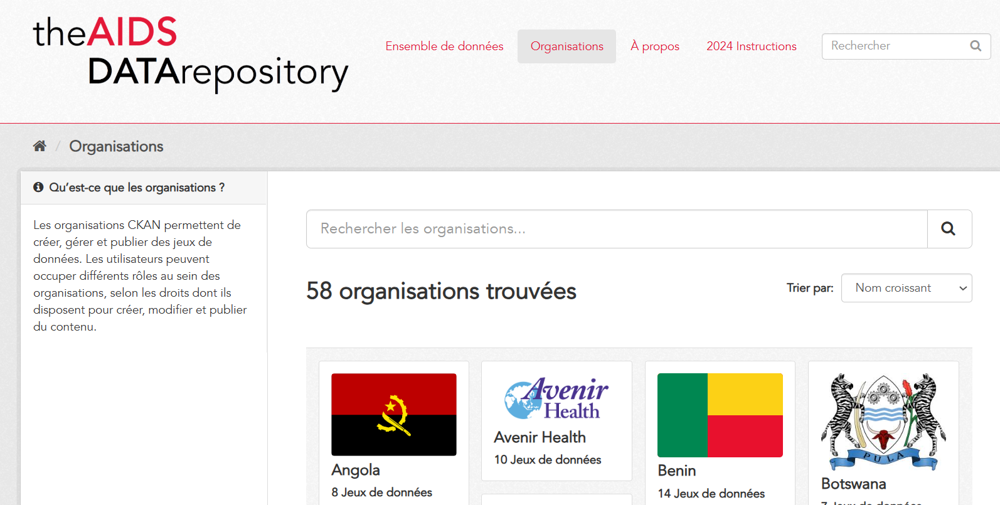 theAIDS
DATArepository
Ensemble de données
Organisations
À propos
2024 Instructions
Rechercher
/ Organisations
Qu’est-ce que les organisations ?
Les organisations CKAN permettent de
créer, gérer et publier des jeux de
données. Les utilisateurs peuvent
occuper différents rôles au sein des
organisations, selon les droits dont ils
disposent pour créer, modifier et publier
du contenu.
Rechercher les organisations...
58 organisations trouvées
Trier par:
Nom croissant
Angola
8 Jeux de données
Avenir
Health
Avenir Health
10 Jeux de données
Benin
14 Jeux de données
PULA
Botswana
7 Jeux de données